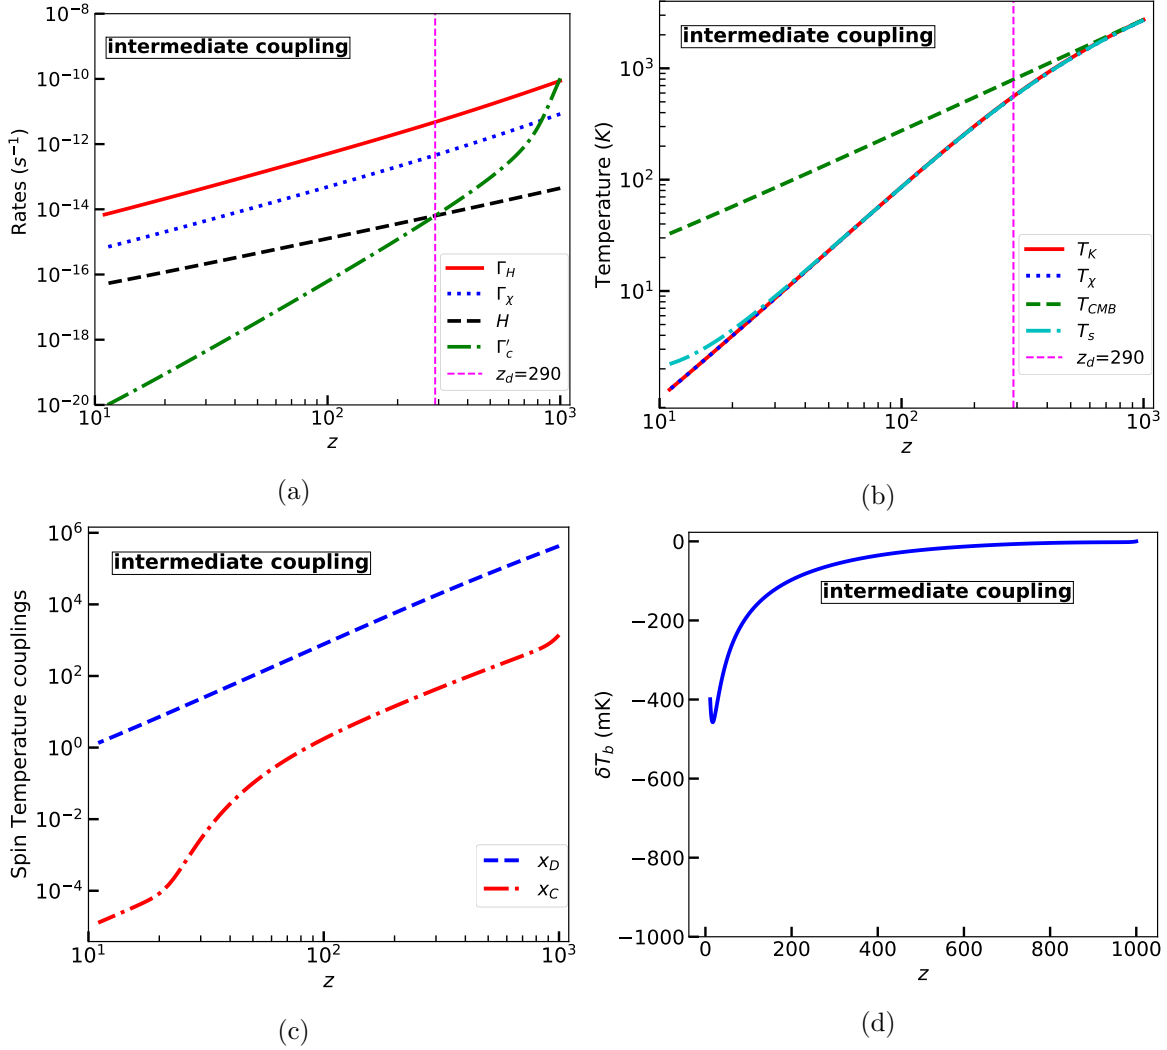 intermediate coupling
10⁻⁸
10⁻¹⁰
10⁻¹²
10⁻¹⁴
10⁻¹⁶
10⁻¹⁸
10⁻²⁰
Rates (s⁻¹)
Γ_H
Γ_χ
H
Γ′_c
z_d=290
10¹ 10² 10³
z
(a)
intermediate coupling
10³
10²
10¹
Temperature (K)
T_K
T_χ
T_CMB
T_s
z_d=290
10¹ 10² 10³
z
(b)
intermediate coupling
10⁶
10⁴
10²
10⁰
10⁻²
10⁻⁴
Spin Temperature couplings
x_D
x_C
10¹ 10² 10³
z
(c)
intermediate coupling
0
−200
−400
−600
−800
−1000
δT_b (mK)
0 200 400 600 800 1000
z
(d)